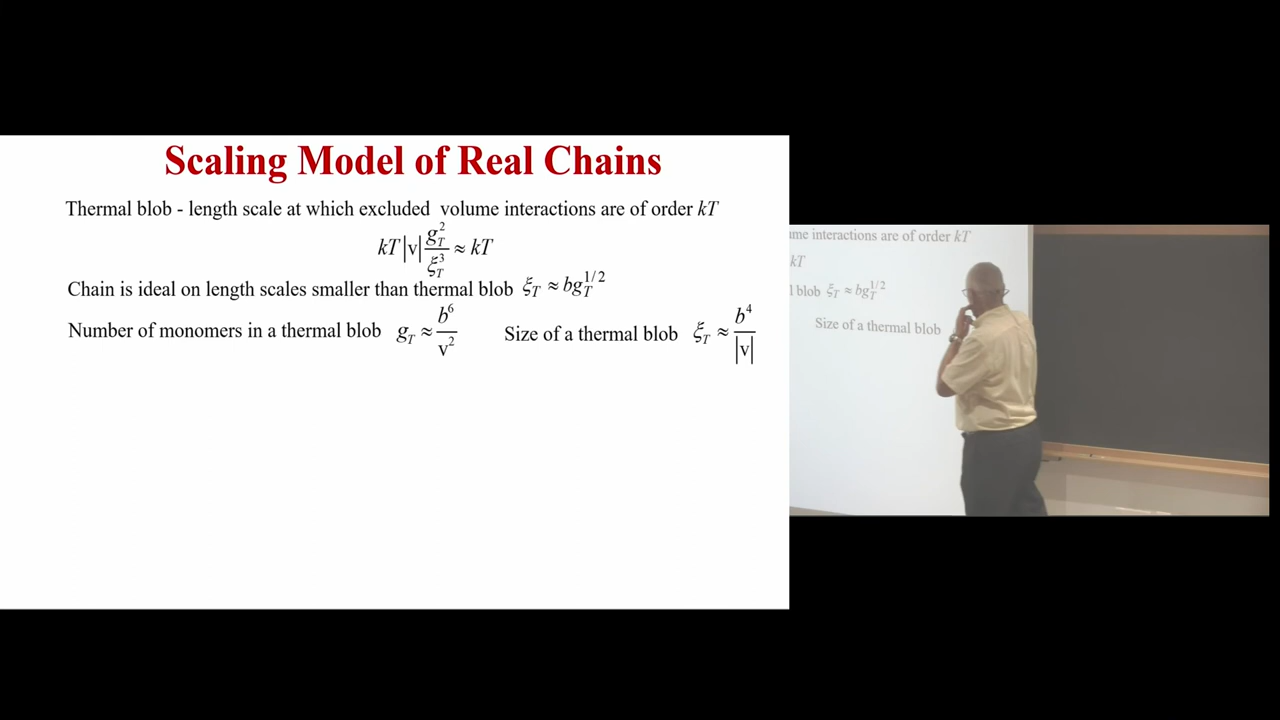 Scaling Model of Real Chains
Thermal blob - length scale at which excluded volume interactions are of order kT
kT|v| g_T^2/ξ_T^3 ≈ kT
Chain is ideal on length scales smaller than thermal blob ξ_T ≈ bg_T^{1/2}
Number of monomers in a thermal blob g_T ≈ b^6/v^2 Size of a thermal blob ξ_T ≈ b^4/|v|
ume interactions are of order kT
kT
l blob ξ_T ≈ bg_T^{1/2}
Size of a thermal blob